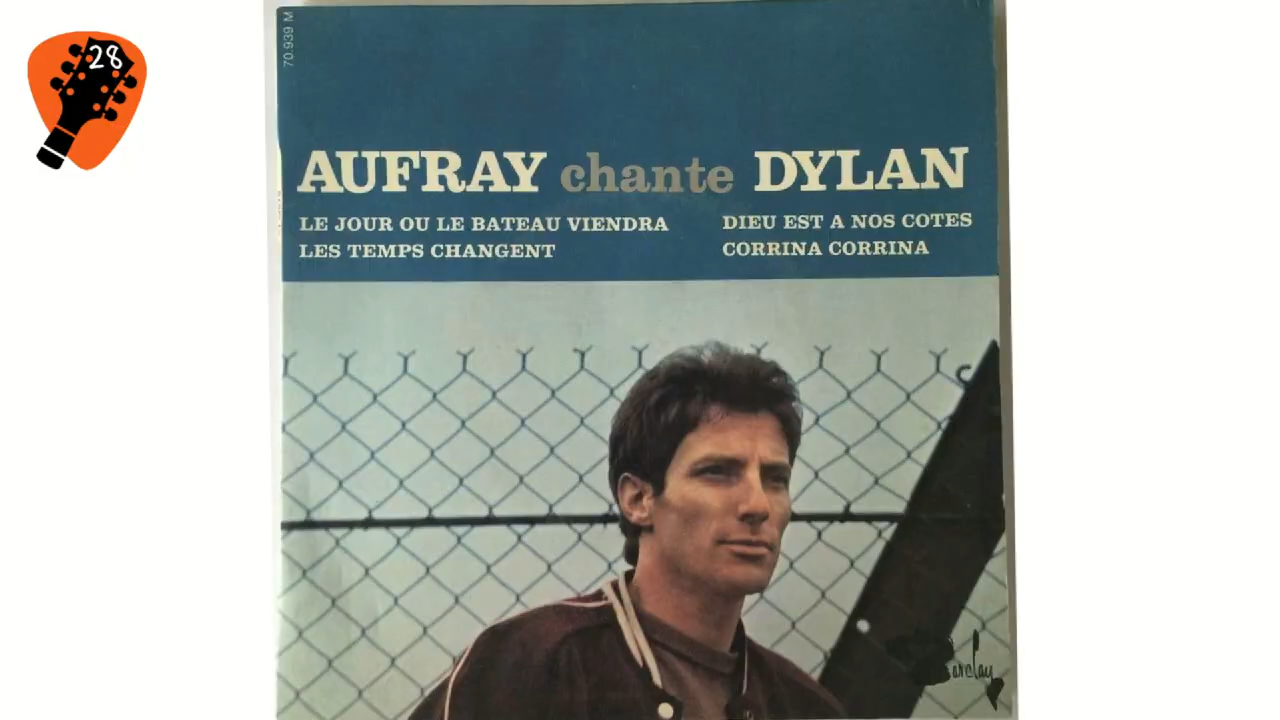 28
70.939 M
AUFRAY chante DYLAN
LE JOUR OU LE BATEAU VIENDRA
LES TEMPS CHANGENT
DIEU EST A NOS COTES
CORRINA CORRINA
Barclay